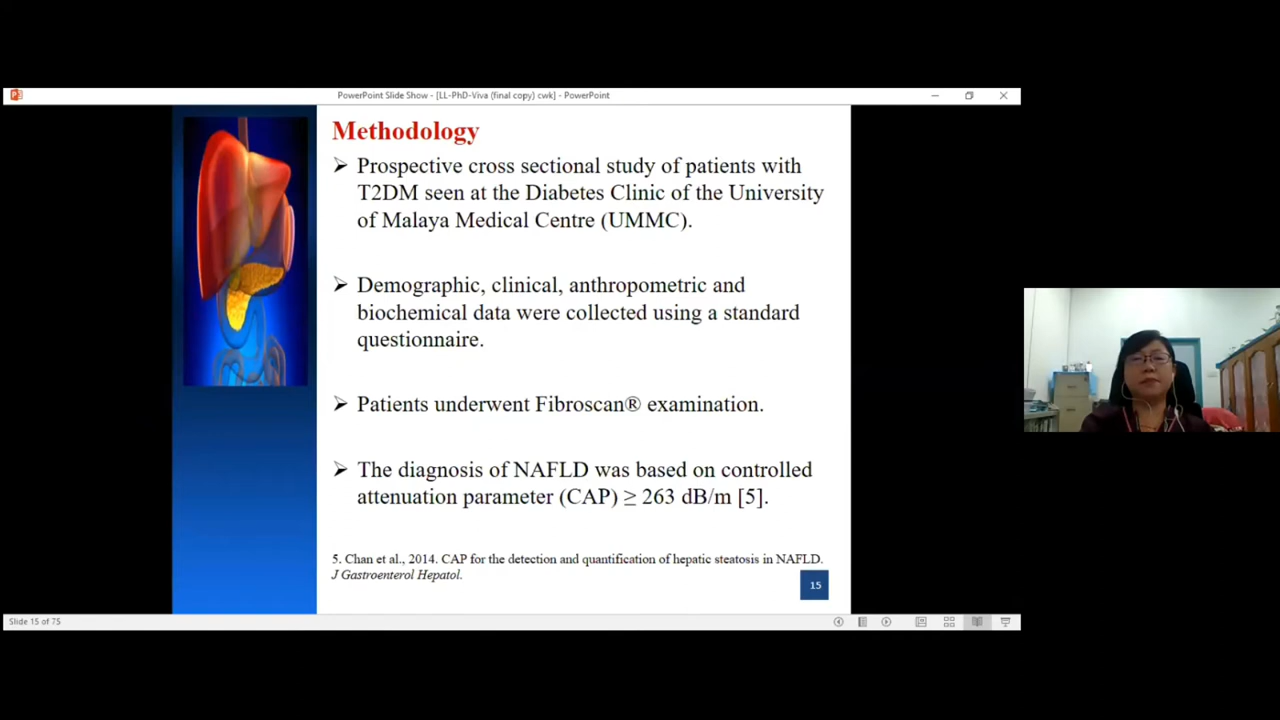 PowerPoint Slide Show - [LL-PhD-Viva (final copy) cwk] - PowerPoint
Methodology
➢ Prospective cross sectional study of patients with
T2DM seen at the Diabetes Clinic of the University
of Malaya Medical Centre (UMMC).
➢ Demographic, clinical, anthropometric and
biochemical data were collected using a standard
questionnaire.
➢ Patients underwent Fibroscan® examination.
➢ The diagnosis of NAFLD was based on controlled
attenuation parameter (CAP) ≥ 263 dB/m [5].
5. Chan et al., 2014. CAP for the detection and quantification of hepatic steatosis in NAFLD.
J Gastroenterol Hepatol.
15
Slide 15 of 75